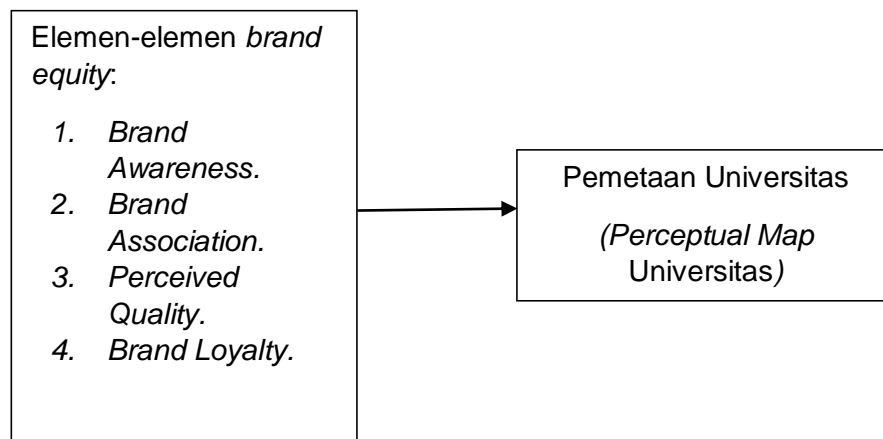 Elemen-elemen brand
equity:
1. Brand
Awareness.
2. Brand
Association.
3. Perceived
Quality.
4. Brand Loyalty.
Pemetaan Universitas
(Perceptual Map
Universitas)